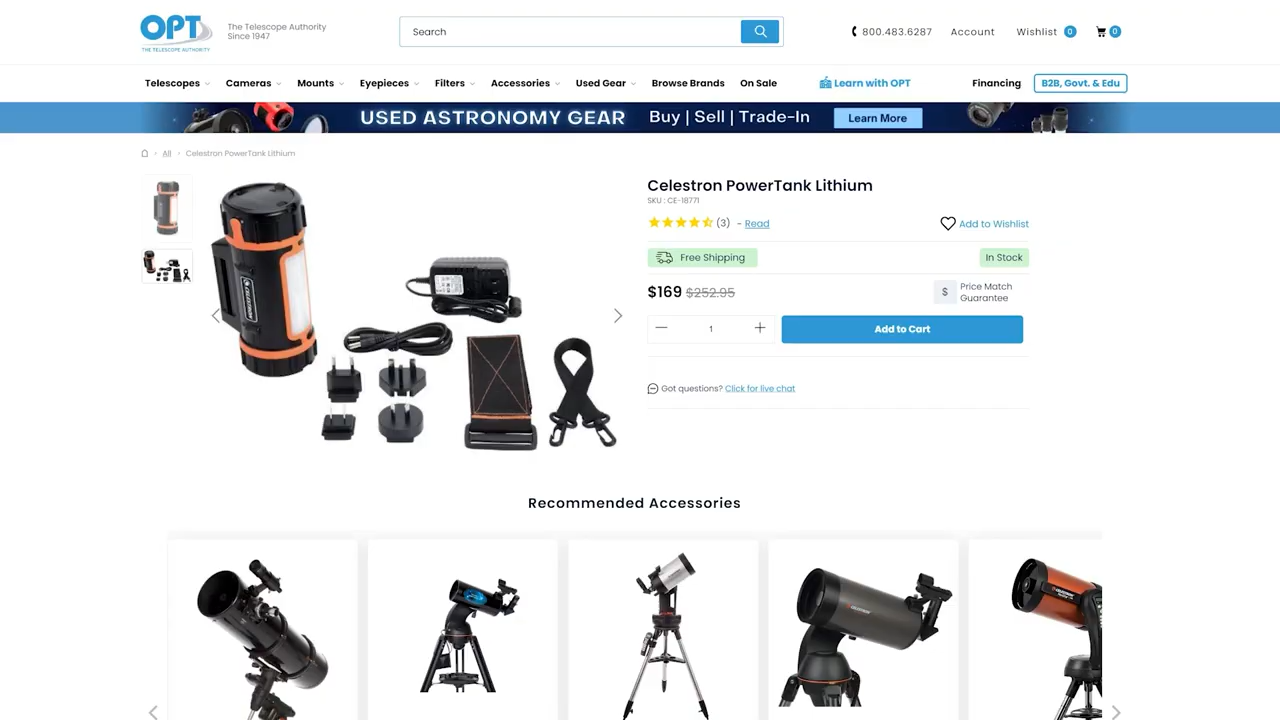 OPT
THE TELESCOPE AUTHORITY
The Telescope Authority
Since 1947
Search
800.483.6287
Account
Wishlist 0
0
Telescopes
Cameras
Mounts
Eyepieces
Filters
Accessories
Used Gear
Browse Brands
On Sale
Learn with OPT
Financing
B2B, Govt. & Edu
USED ASTRONOMY GEAR Buy | Sell | Trade-In Learn More
All
Celestron PowerTank Lithium
Celestron PowerTank Lithium
SKU : CE-18771
(3) - Read
Add to Wishlist
Free Shipping
In Stock
$169 $252.95
$ Price Match
Guarantee
1
Add to Cart
Got questions? Click for live chat
CELESTRON
Recommended Accessories